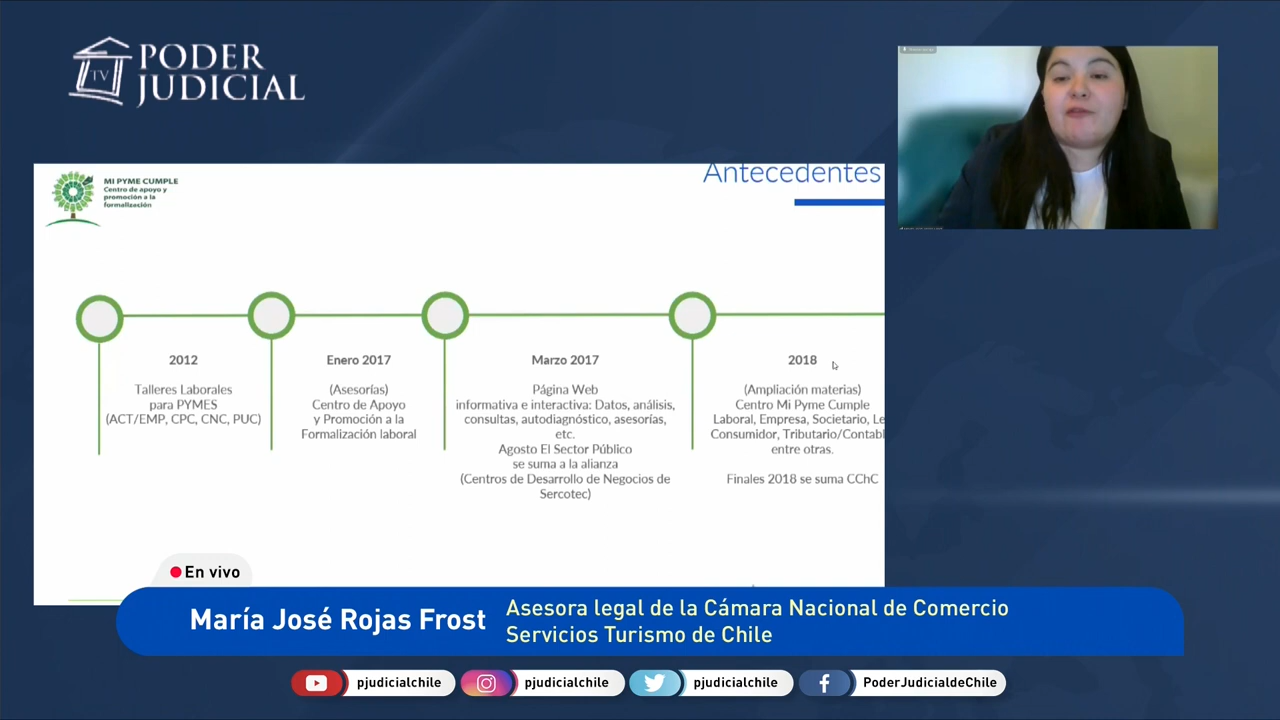 PODER
JUDICIAL
TV
MI PYME CUMPLE
Centro de apoyo y
promoción a la
formalización
Antecedentes
2012
Talleres Laborales
para PYMES
(ACT/EMP, CPC, CNC, PUC)
Enero 2017
(Asesorías)
Centro de Apoyo
y Promoción a la
Formalización laboral
Marzo 2017
Página Web
informativa e interactiva: Datos, análisis,
consultas, autodiagnóstico, asesorías,
etc.
Agosto El Sector Público
se suma a la alianza
(Centros de Desarrollo de Negocios de
Sercotec)
2018
(Ampliación materias)
Centro Mi Pyme Cumple
Laboral, Empresa, Societario, Le
Consumidor, Tributario/Contabl
entre otras.
Finales 2018 se suma CChC
En vivo
María José Rojas Frost
Asesora legal de la Cámara Nacional de Comercio
Servicios Turismo de Chile
pjudicialchile
pjudicialchile
pjudicialchile
PoderJudicialdeChile